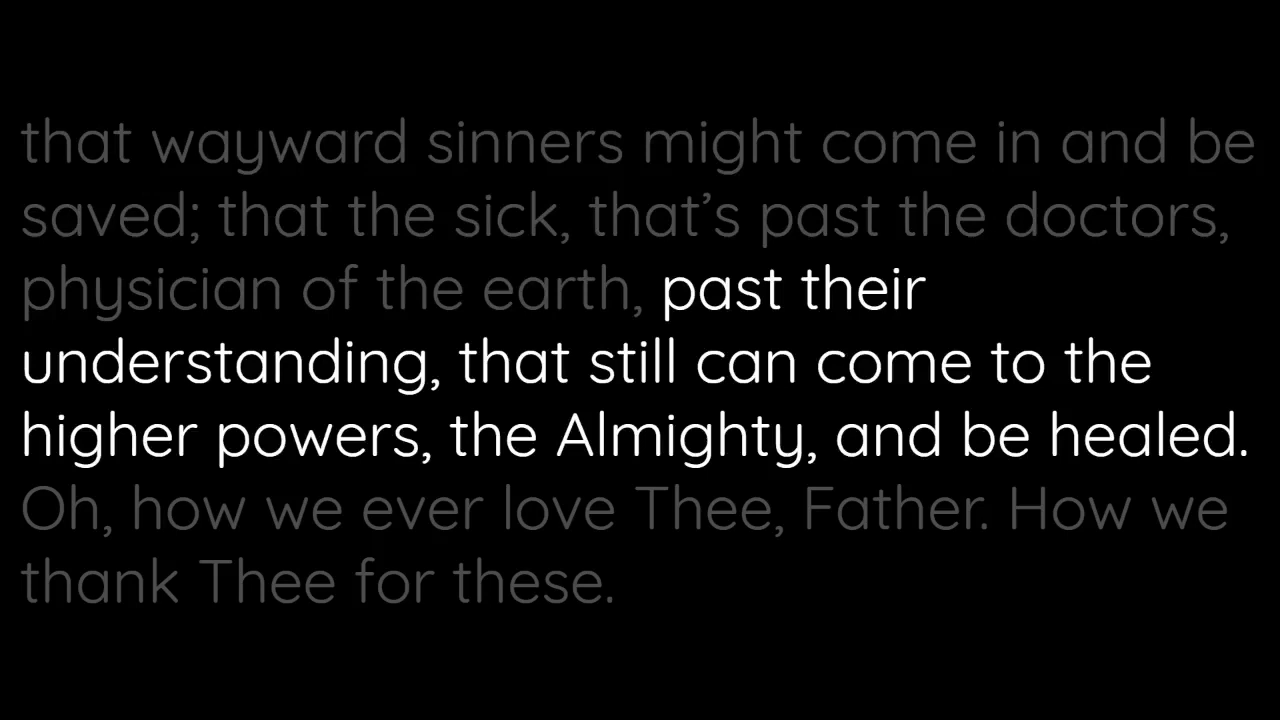 that wayward sinners might come in and be
saved; that the sick, that’s past the doctors,
physician of the earth, past their
understanding, that still can come to the
higher powers, the Almighty, and be healed.
Oh, how we ever love Thee, Father. How we
thank Thee for these.